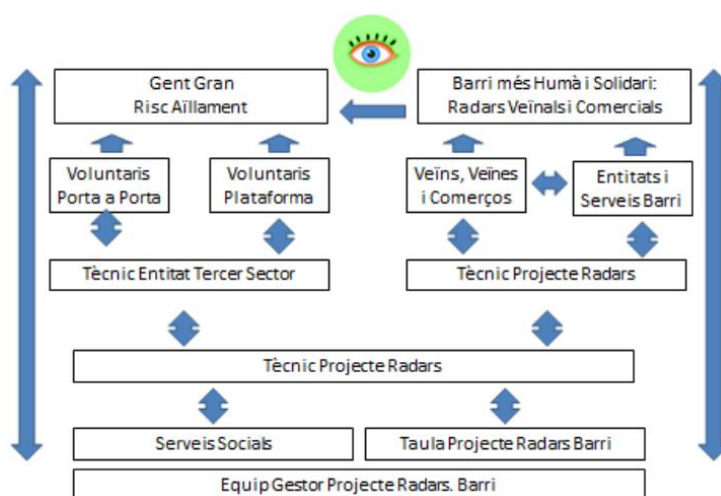 Gent Gran
Risc Aïllament
Barri més Humà i Solidari:
Radars Veïnals i Comercials
Voluntaris
Porta a Porta
Voluntaris
Plataforma
Veïns, Veïnes
i Comerços
Entitats i
Serveis Barri
Tècnic Entitat Tercer Sector
Tècnic Projecte Radars
Tècnic Projecte Radars
Serveis Socials
Taula Projecte Radars Barri
Equip Gestor Projecte Radars. Barri